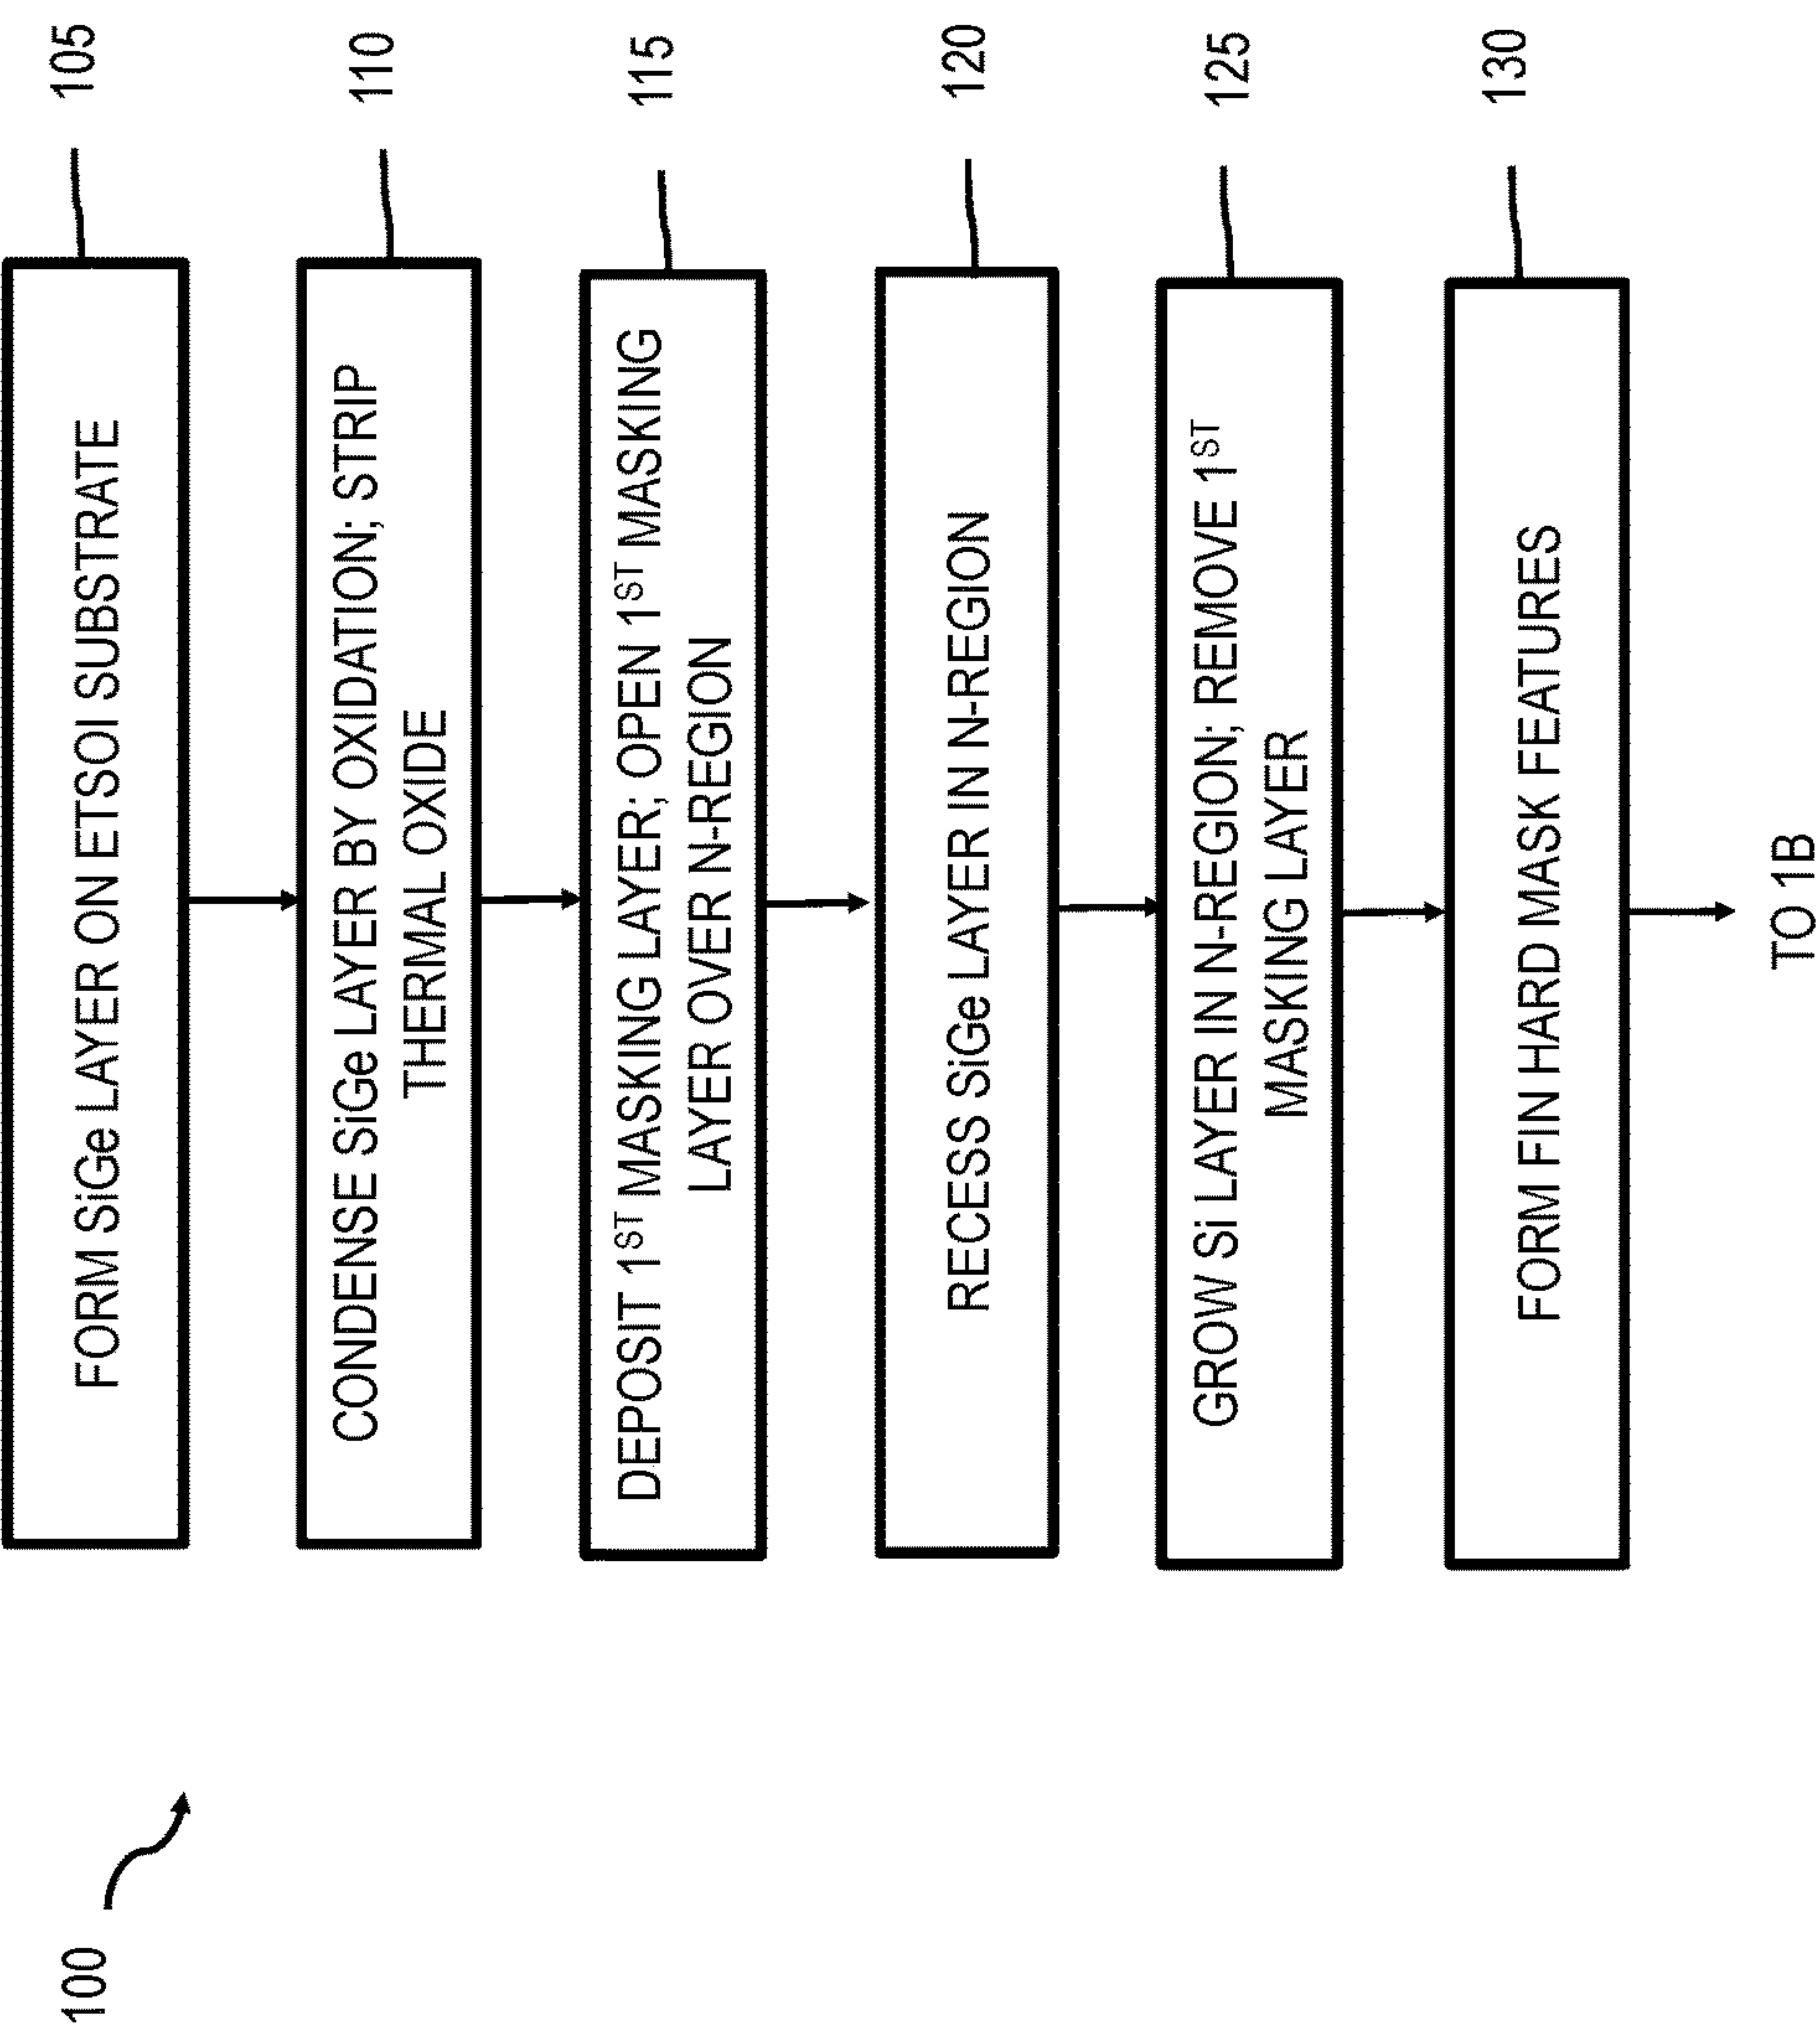 100
FORM SiGe LAYER ON ETSOI SUBSTRATE
105
CONDENSE SiGe LAYER BY OXIDATION; STRIP
THERMAL OXIDE
110
DEPOSIT 1ST MASKING LAYER; OPEN 1ST MASKING
LAYER OVER N-REGION
115
RECESS SiGe LAYER IN N-REGION
120
GROW Si LAYER IN N-REGION; REMOVE 1ST
MASKING LAYER
125
FORM FIN HARD MASK FEATURES
130
TO 1B